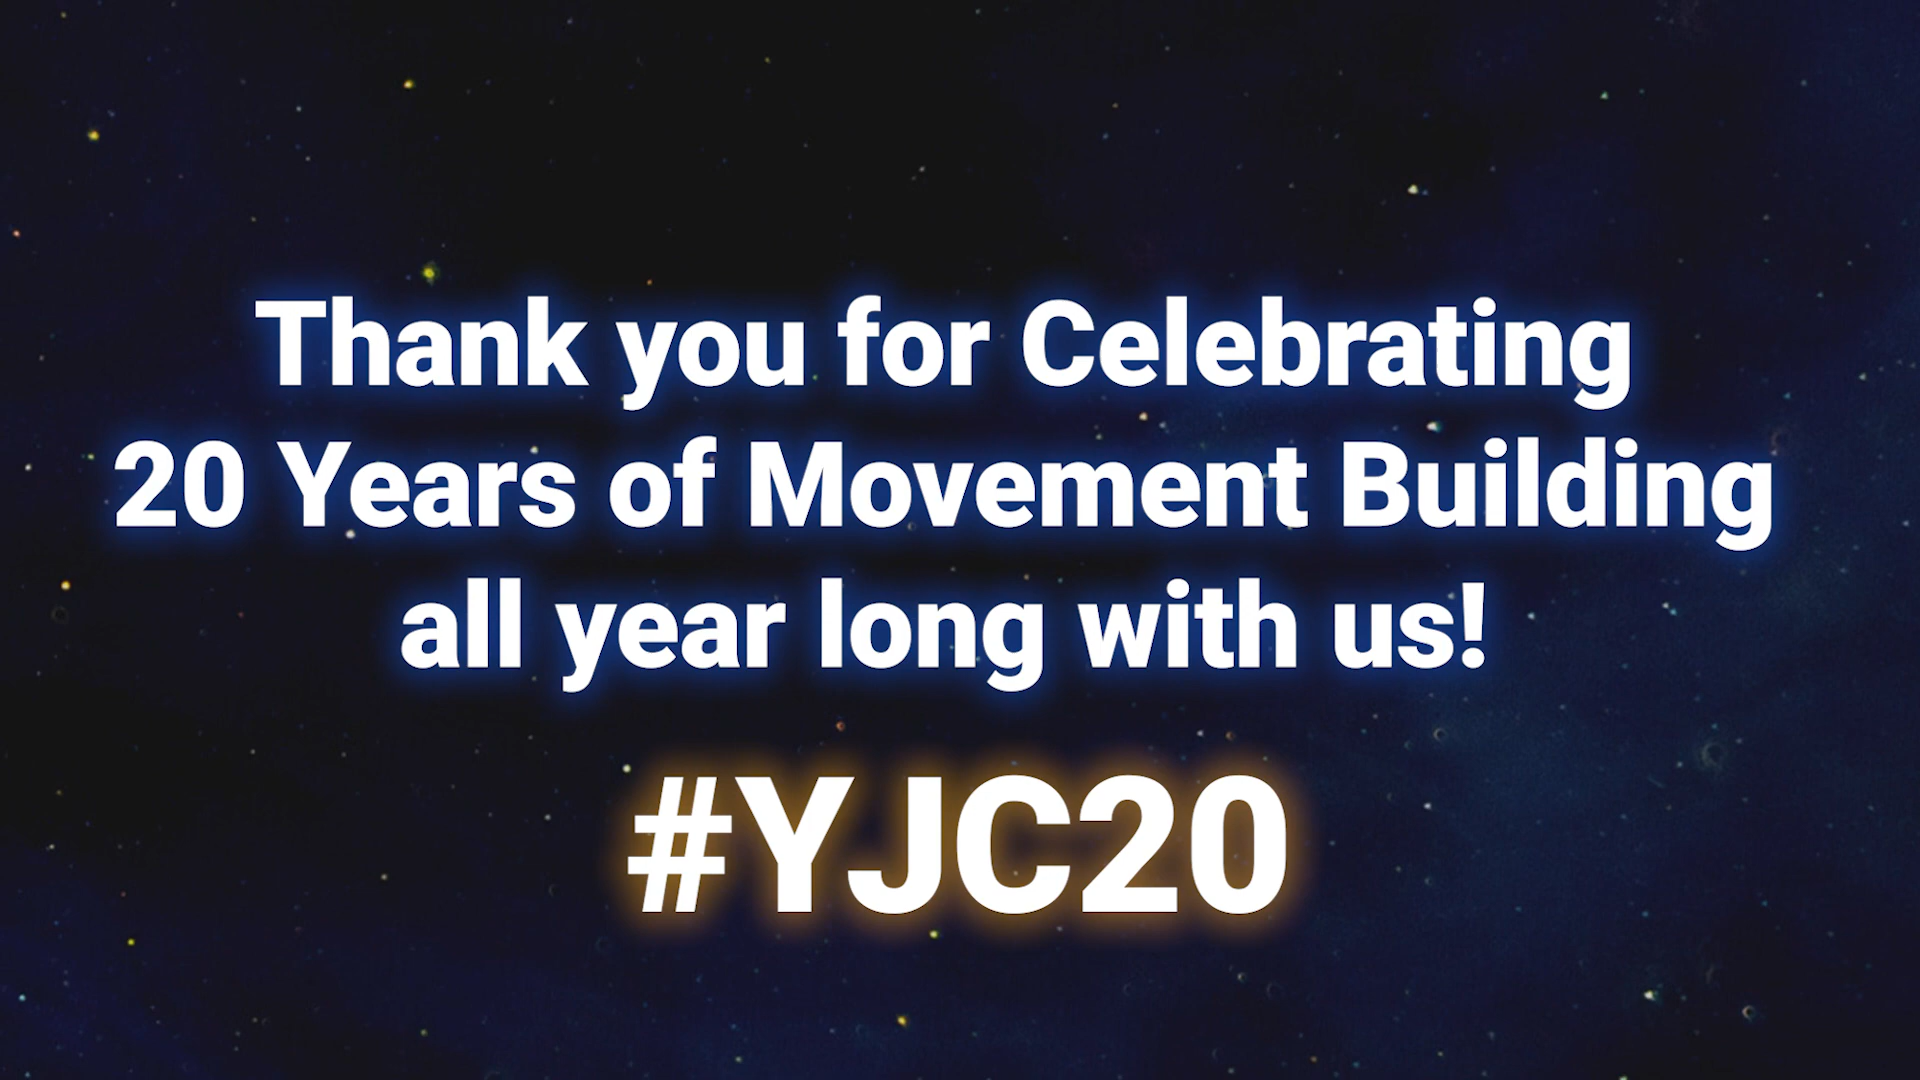 Thank you for Celebrating
20 Years of Movement Building
all year long with us!
#YJC20